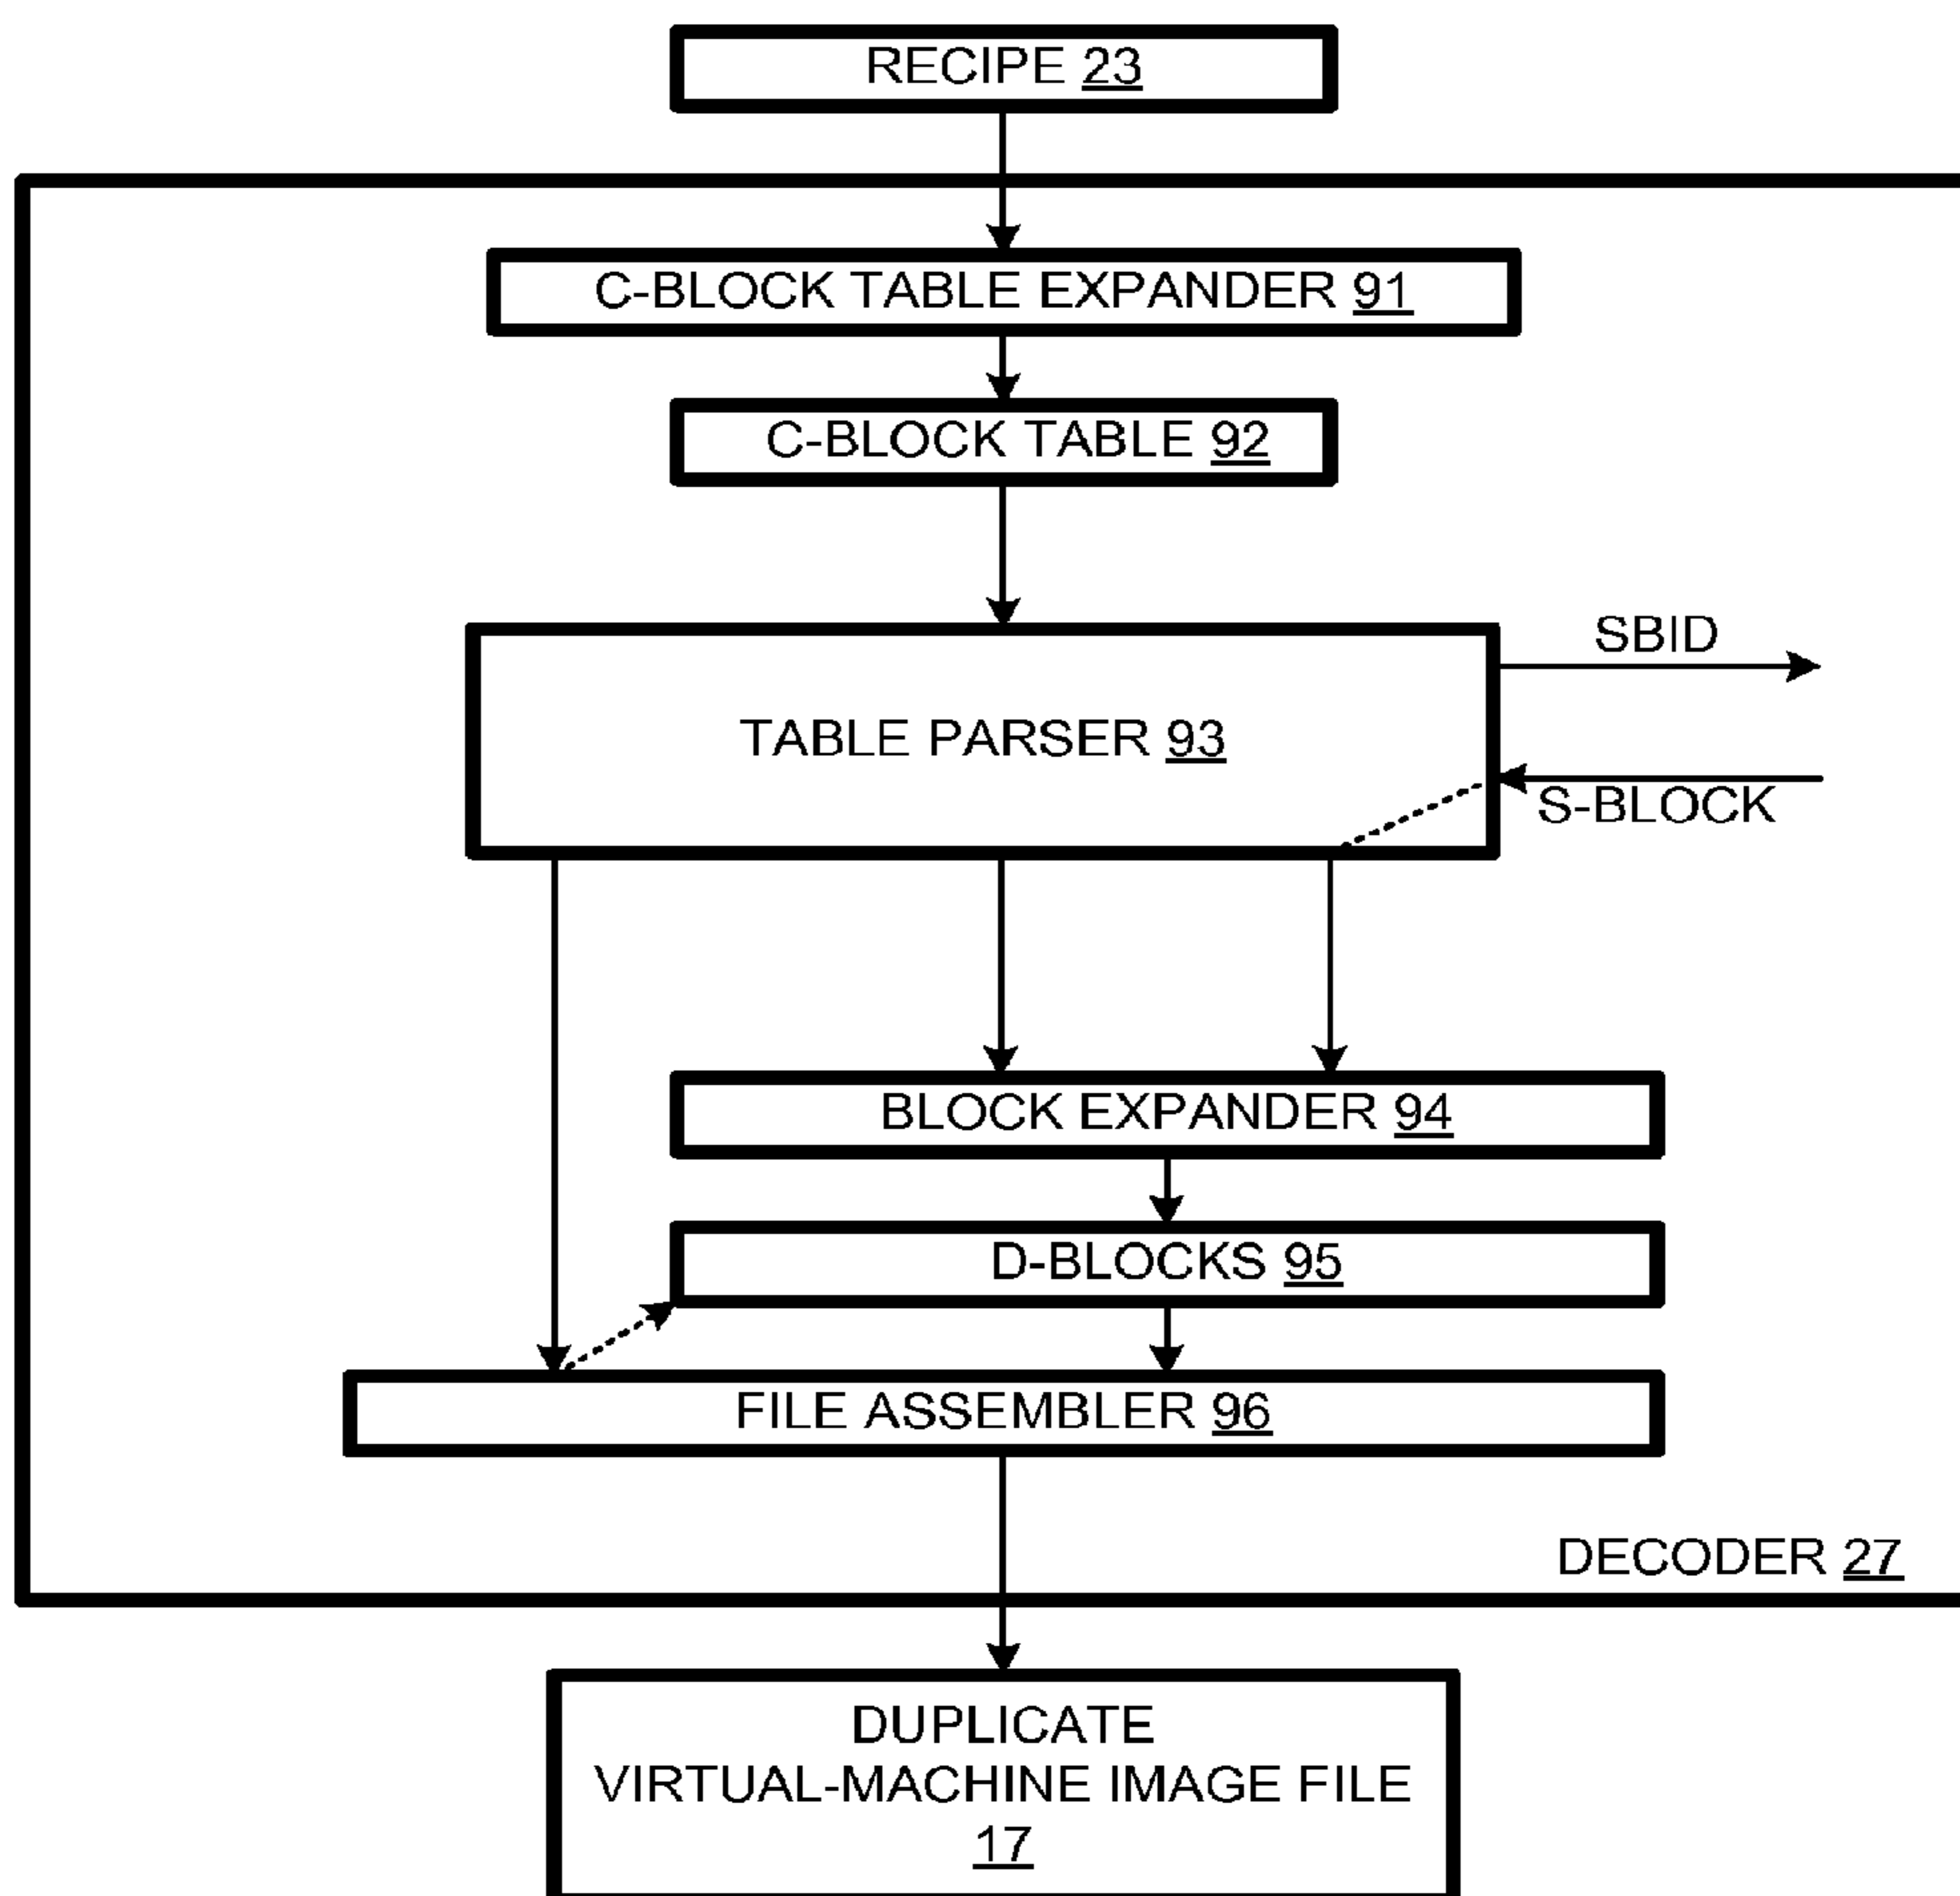 RECIPE 23
C-BLOCK TABLE EXPANDER 91
C-BLOCK TABLE 92
SBID
TABLE PARSER 93
S-BLOCK
BLOCK EXPANDER 94
D-BLOCKS 95
FILE ASSEMBLER 96
DECODER 27
DUPLICATE
VIRTUAL-MACHINE IMAGE FILE
17